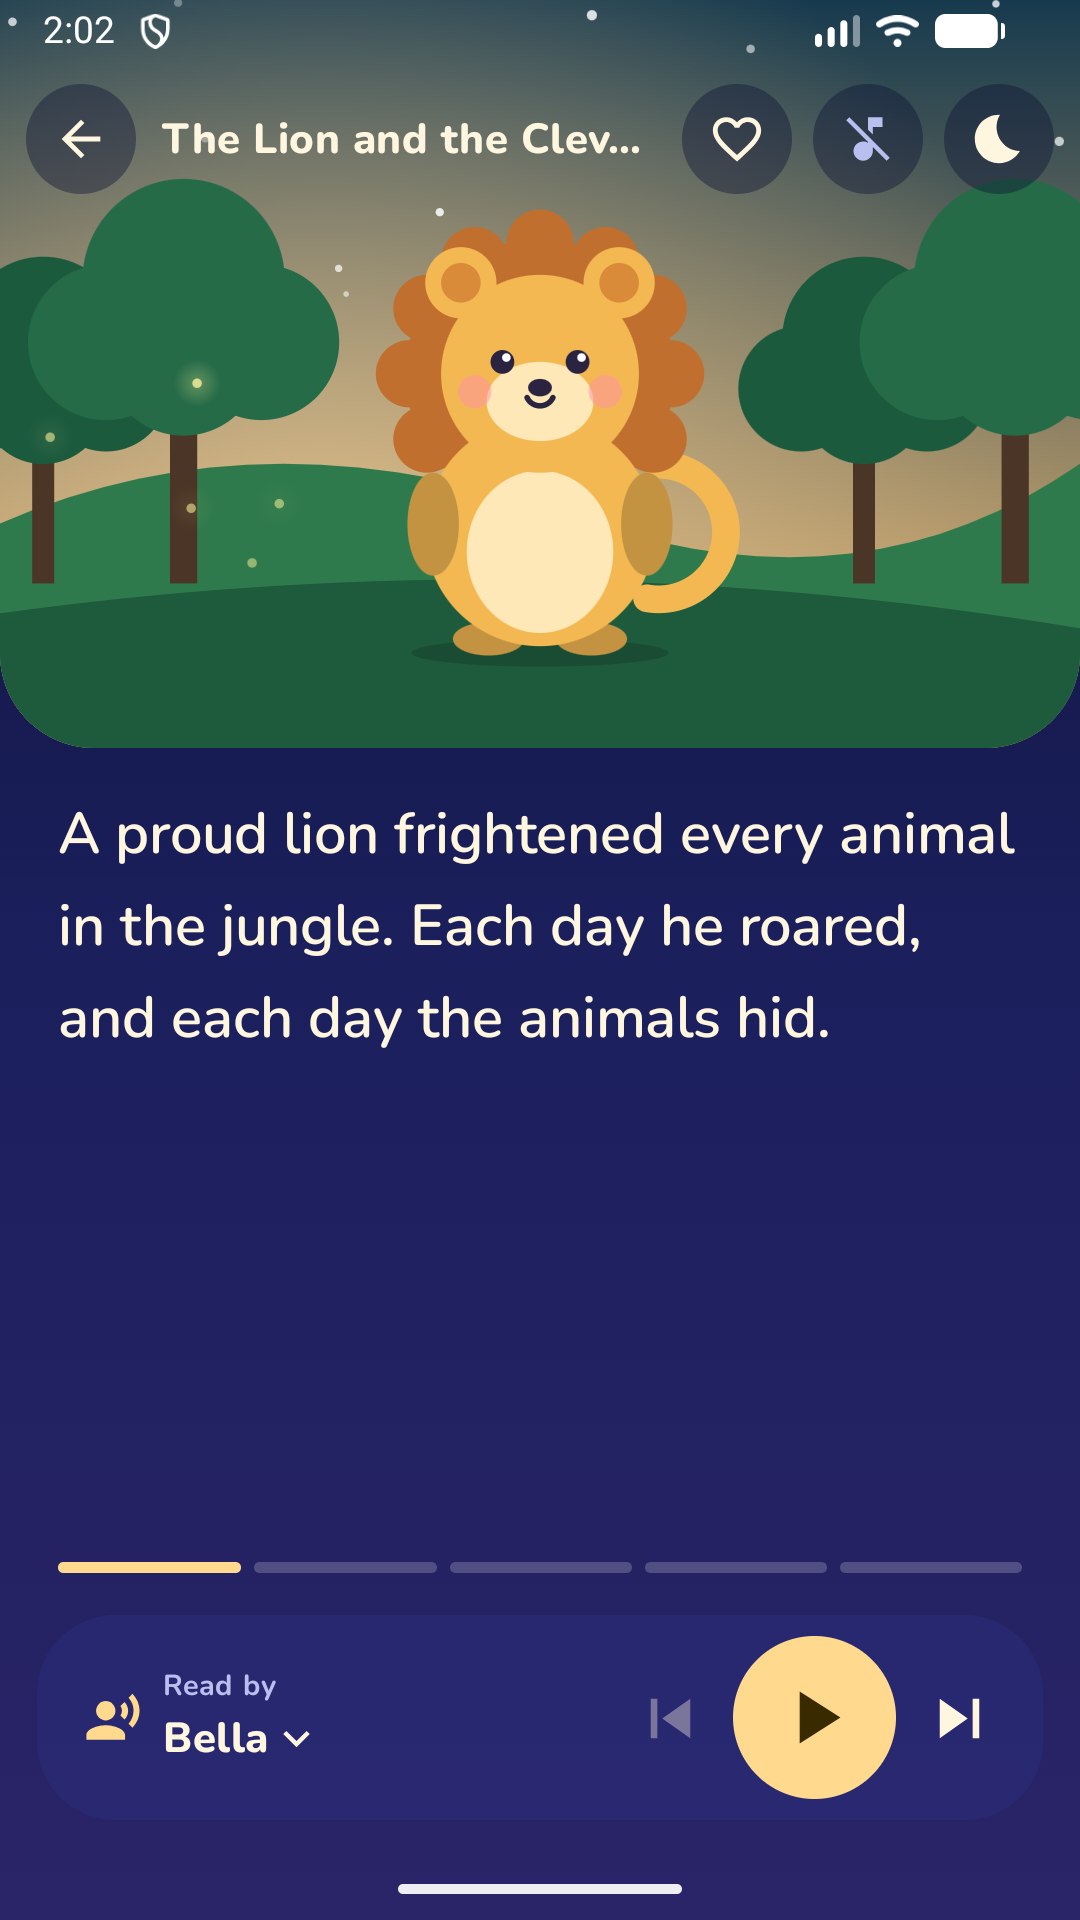 2:02
The Lion and the Clev...
A proud lion frightened every animal
in the jungle. Each day he roared,
and each day the animals hid.
Read by
Bella